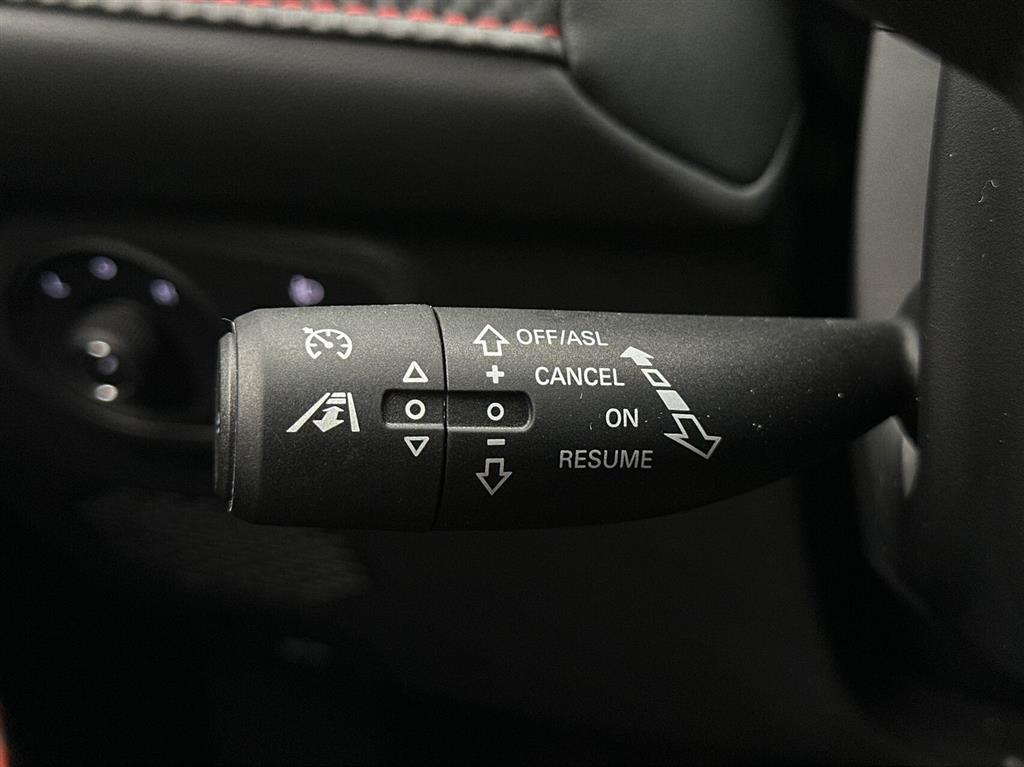 OFF/ASL
+ CANCEL
ON
- RESUME